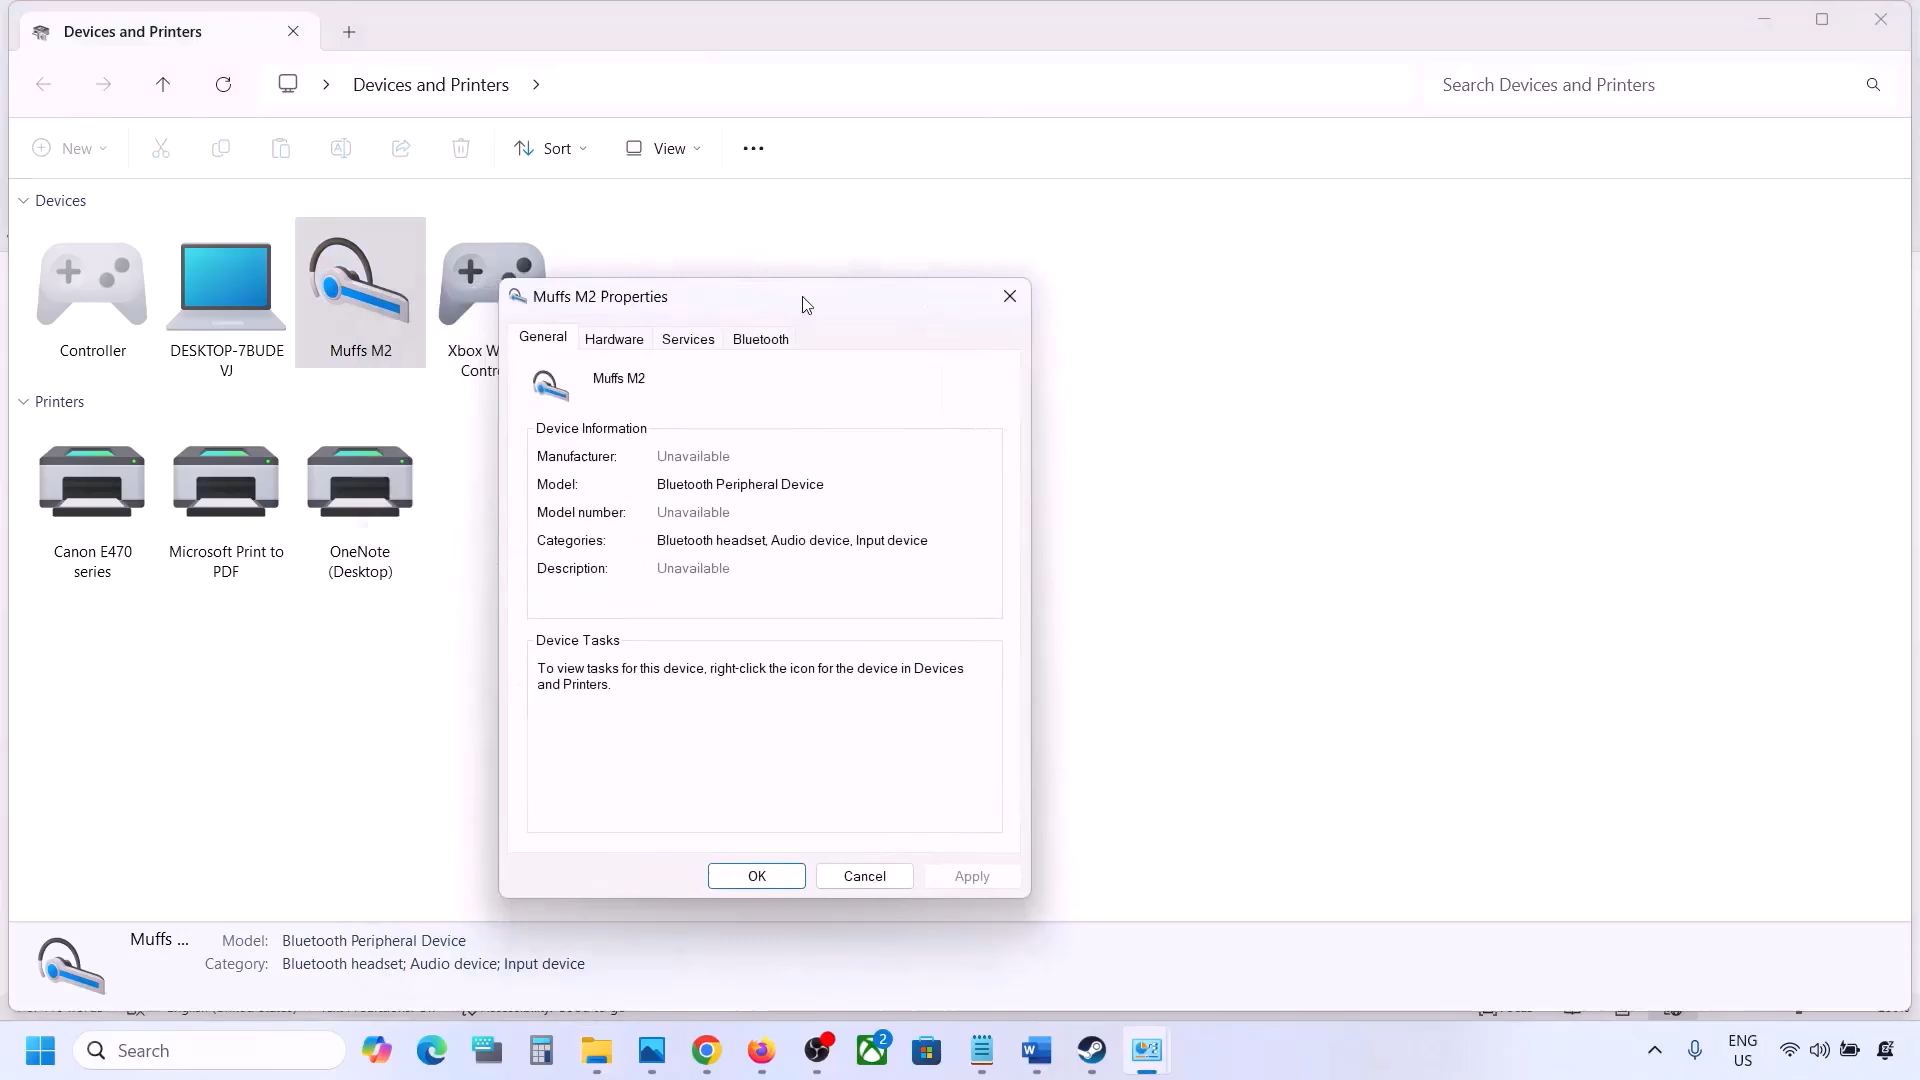 Devices and Printers
Devices and Printers
Search Devices and Printers
New
Sort
View
Devices
Controller
DESKTOP-7BUDE
VJ
Muffs M2
Xbox W
Contr
Muffs M2 Properties
General
Hardware
Services
Bluetooth
Muffs M2
Device Information
Manufacturer: Unavailable
Model: Bluetooth Peripheral Device
Model number: Unavailable
Categories: Bluetooth headset, Audio device, Input device
Description: Unavailable
Device Tasks
To view tasks for this device, right-click the icon for the device in Devices
and Printers.
OK
Cancel
Apply
Printers
Canon E470
series
Microsoft Print to
PDF
OneNote
(Desktop)
Muffs ...
Model: Bluetooth Peripheral Device
Category: Bluetooth headset; Audio device; Input device
Search
2
ENG
US